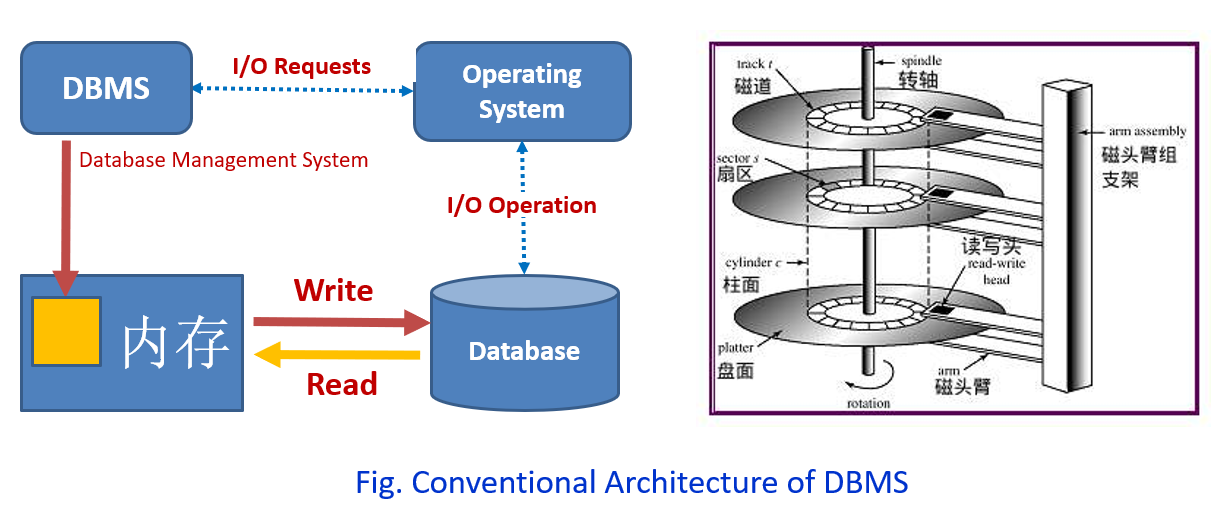 DBMS
I/O Requests
Operating
System
Database Management System
I/O Operation
内存
Write
Read
Database
track t
磁道
spindle
转轴
sector s
扇区
arm assembly
磁头臂组
支架
cylinder c
柱面
读写头
read-write
head
platter
盘面
arm
磁头臂
rotation
Fig. Conventional Architecture of DBMS